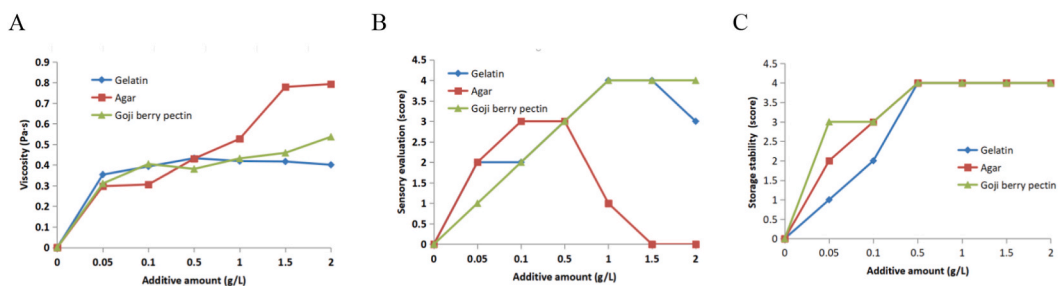 A
Viscosity (Pa·s)
0.9
0.8
0.7
0.6
0.5
0.4
0.3
0.2
0.1
0
Gelatin
Agar
Goji berry pectin
0 0.05 0.1 0.5 1 1.5 2
Additive amount (g/L)
B
Sensory evaluation (score)
4.5
4
3.5
3
2.5
2
1.5
1
0.5
0
Gelatin
Agar
Goji berry pectin
0 0.05 0.1 0.5 1 1.5 2
Additive amount (g/L)
C
Storage stability (score)
4.5
4
3.5
3
2.5
2
1.5
1
0.5
0
Gelatin
Agar
Goji berry pectin
0 0.05 0.1 0.5 1 1.5 2
Additive amount (g/L)